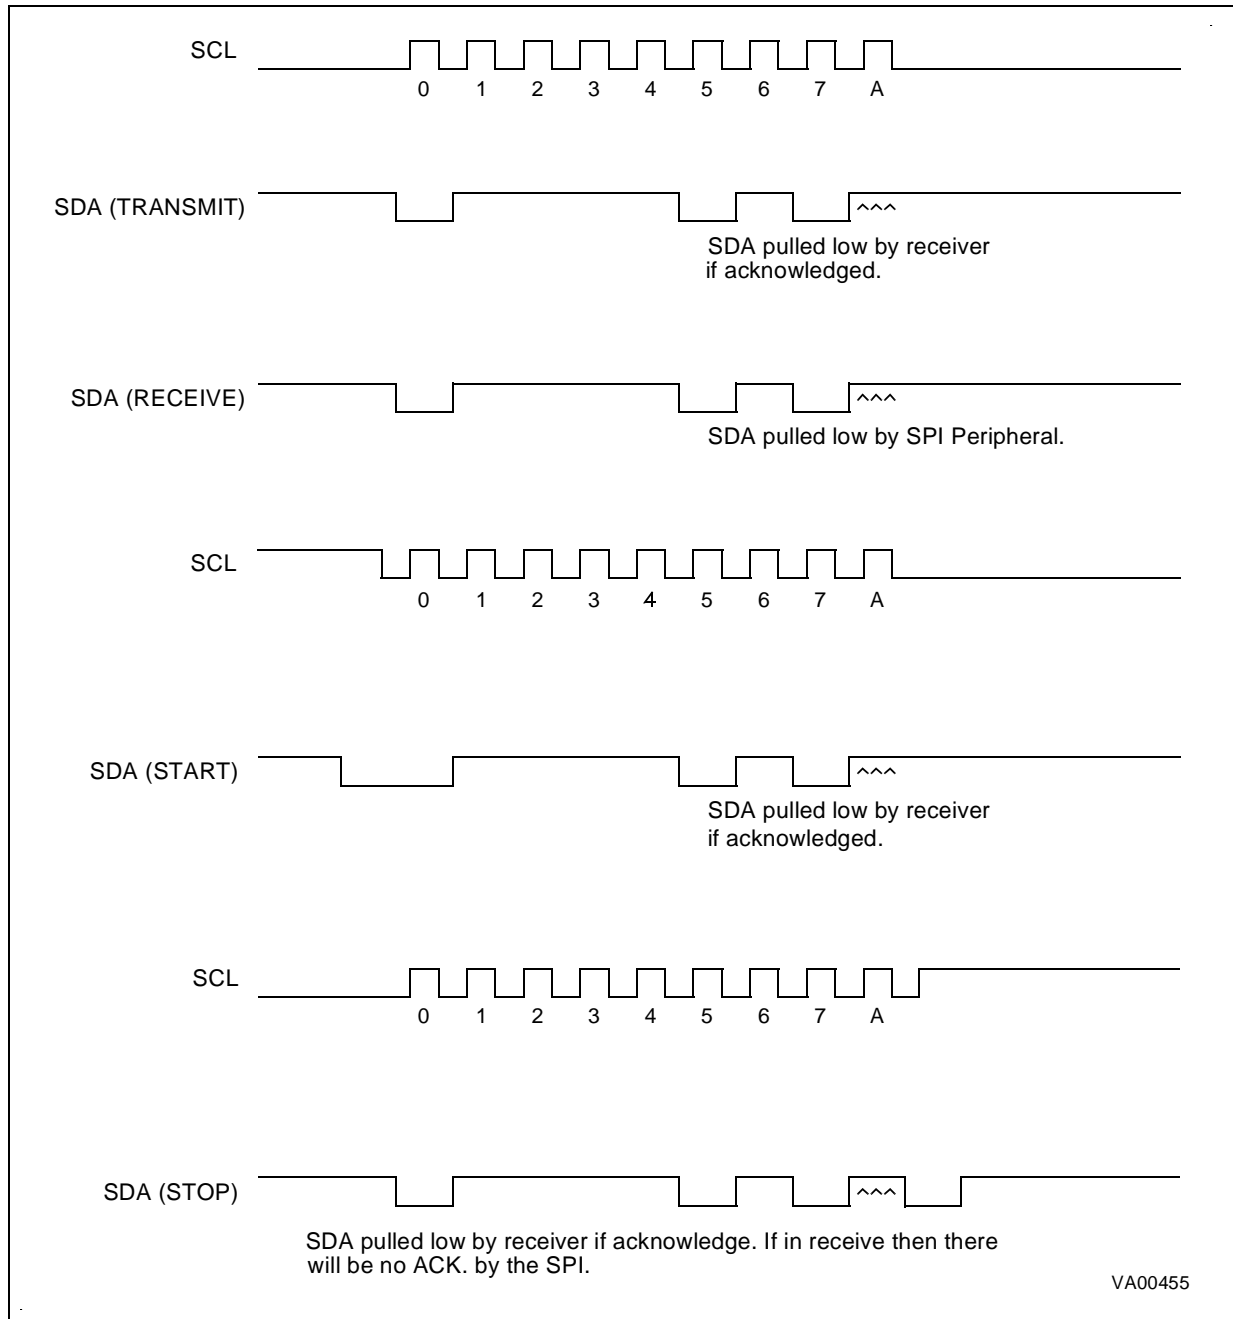 SCL
0 1 2 3 4 5 6 7 A
SDA (TRANSMIT)
^^^
SDA pulled low by receiver
if acknowledged.
SDA (RECEIVE)
^^^
SDA pulled low by SPI Peripheral.
SCL
0 1 2 3 4 5 6 7 A
SDA (START)
^^^
SDA pulled low by receiver
if acknowledged.
SCL
0 1 2 3 4 5 6 7 A
SDA (STOP)
^^^
SDA pulled low by receiver if acknowledge. If in receive then there
will be no ACK. by the SPI.
VA00455